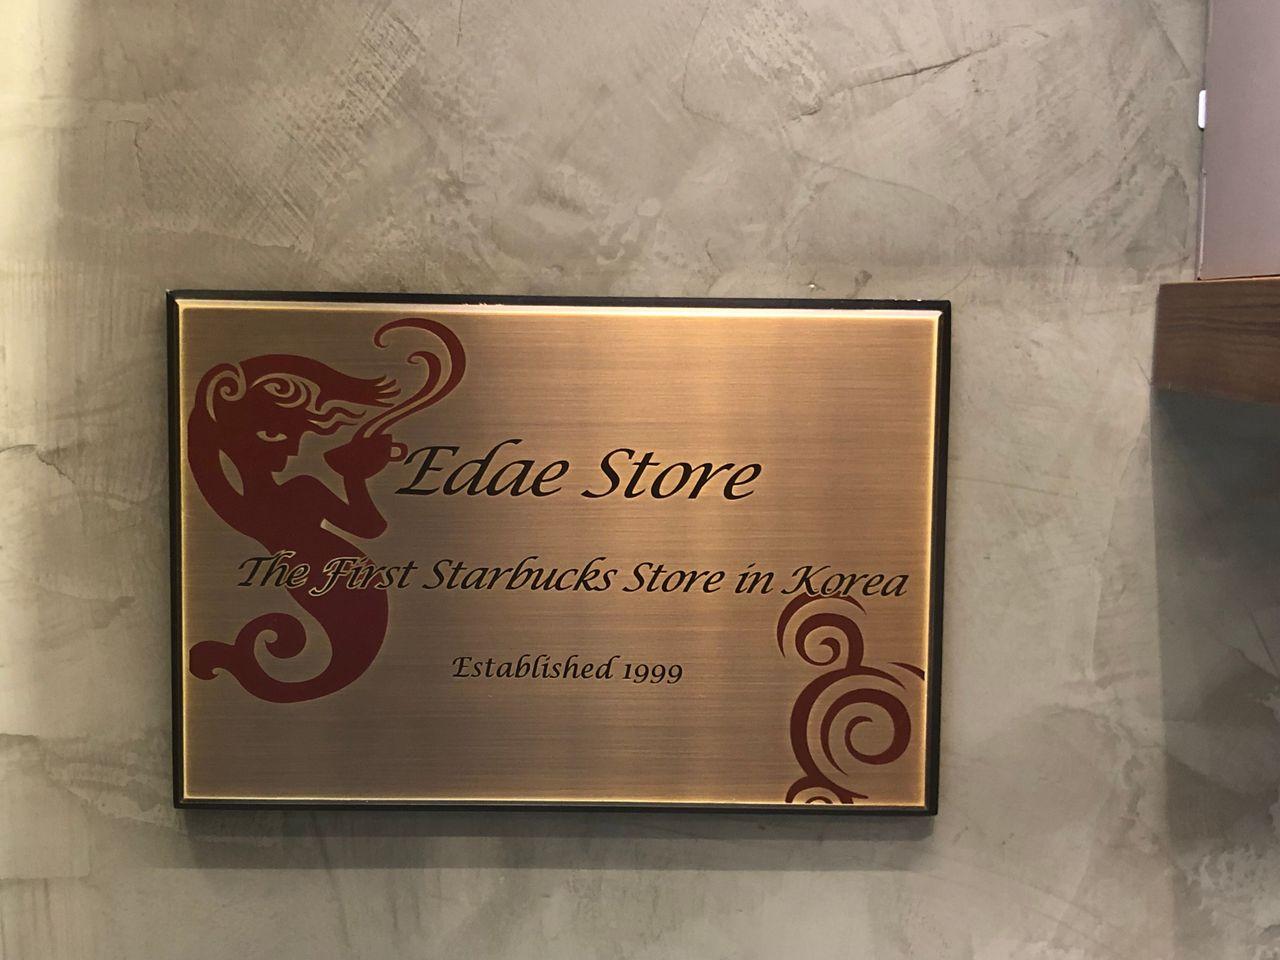 Edae Store
The First Starbucks Store in Korea
Established 1999